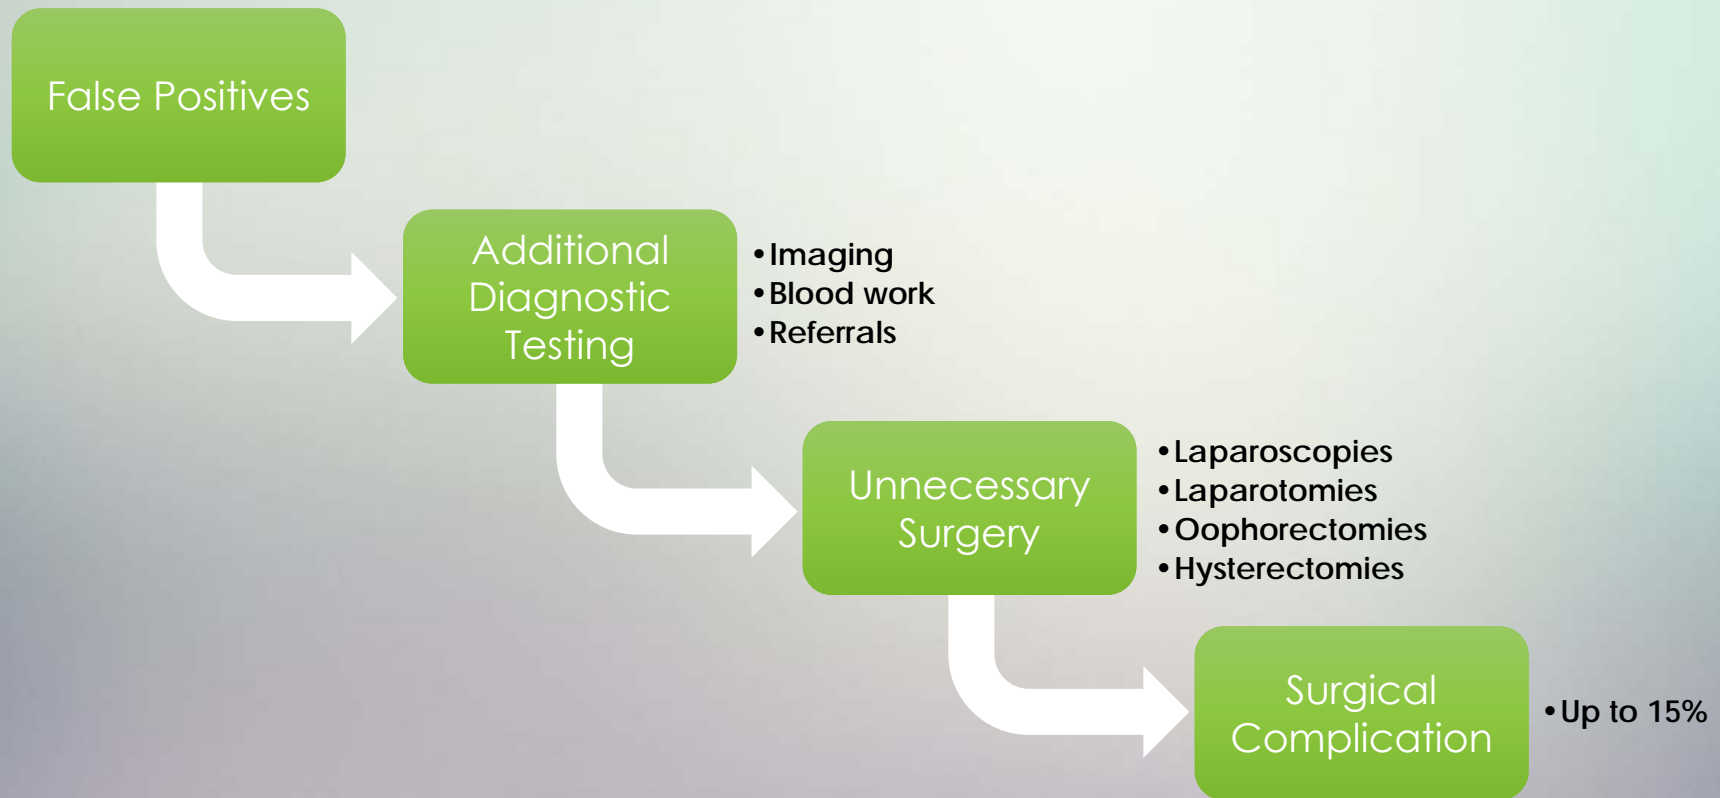 False Positives
Additional
Diagnostic
Testing
•Imaging
•Blood work
•Referrals
Unnecessary
Surgery
•Laparoscopies
•Laparotomies
•Oophorectomies
•Hysterectomies
Surgical
Complication
•Up to 15%